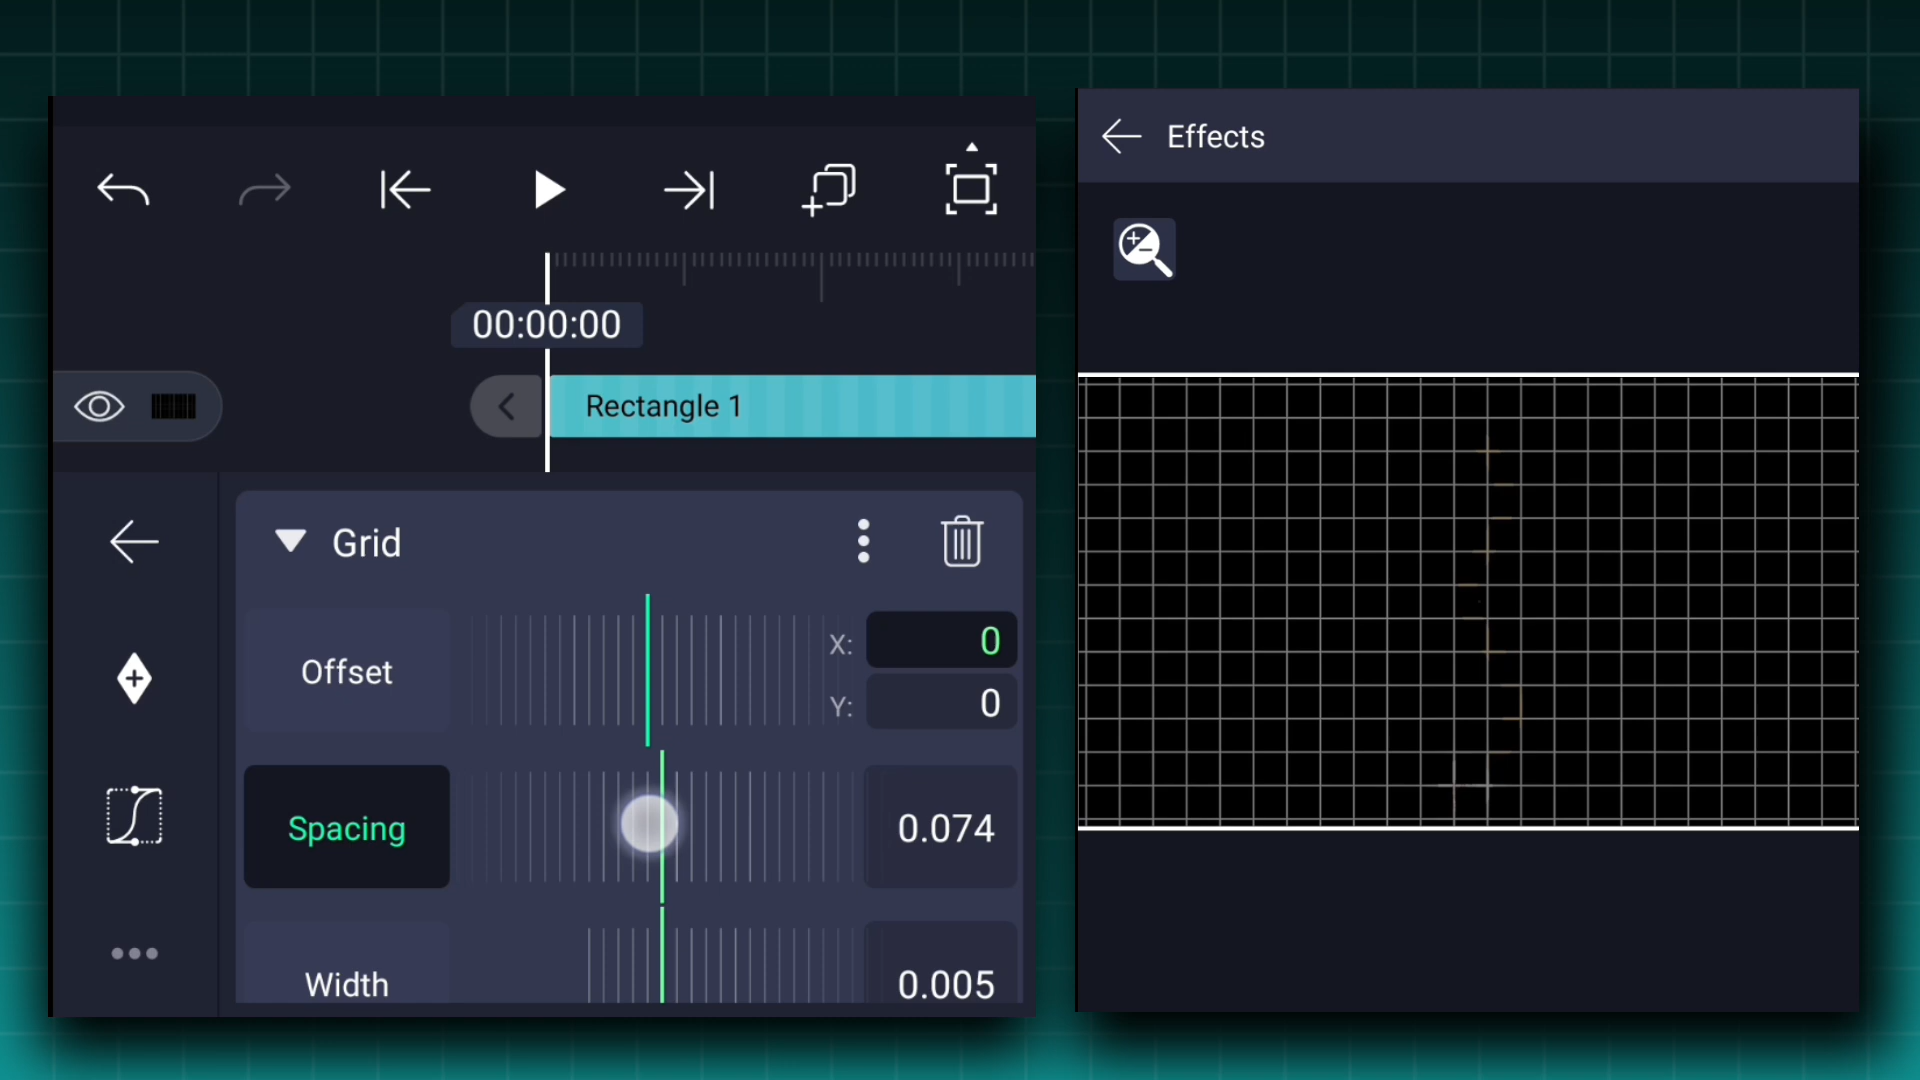 00:00:00
Rectangle 1
Grid
Offset
X: 0
Y: 0
Spacing
0.074
Width
0.005
Effects